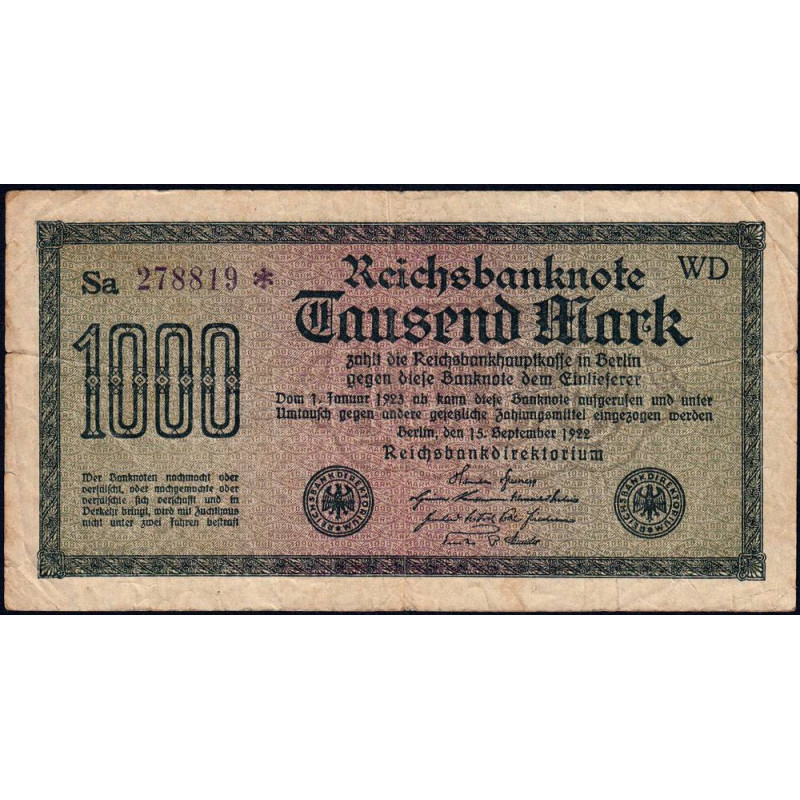 Sa 278819 *
WD
Reichsbanknote
Tausend Mark
1000
zahlt die Reichsbankhauptkasse in Berlin
gegen diese Banknote dem Einlieferer
Dom 1. Januar 1923 ab kann diese Banknote aufgerufen und unter
Umtausch gegen andere gesetzliche Zahlungsmittel eingezogen werden
Berlin, den 15. September 1922
Reichsbankdirektorium
Wer Banknoten nachmacht oder
verfälscht, oder nachgemachte oder
verfälschte sich verschafft und in
Verkehr bringt, wird mit Zuchthaus
nicht unter zwei Jahren bestraft
REICHSBANKDIREKTORIUM
REICHSBANKDIREKTORIUM